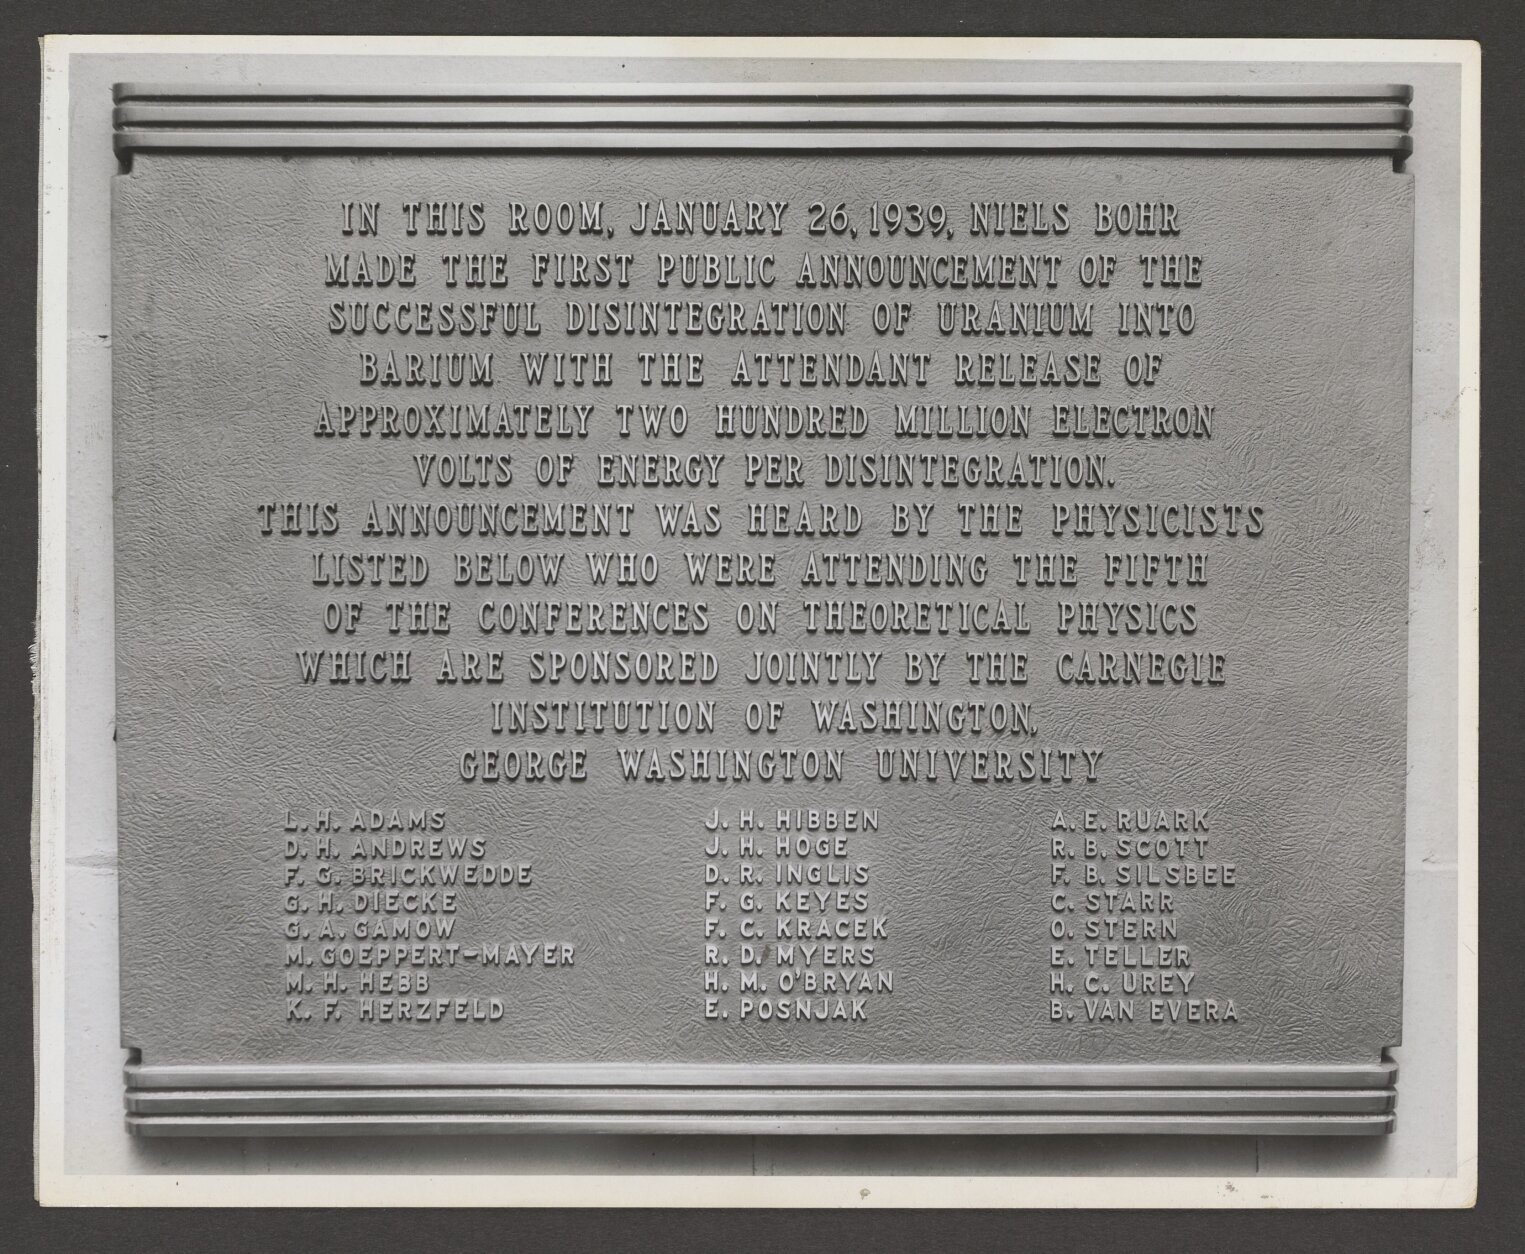 IN THIS ROOM, JANUARY 26, 1939, NIELS BOHR
MADE THE FIRST PUBLIC ANNOUNCEMENT OF THE
SUCCESSFUL DISINTEGRATION OF URANIUM INTO
BARIUM WITH THE ATTENDANT RELEASE OF
APPROXIMATELY TWO HUNDRED MILLION ELECTRON
VOLTS OF ENERGY PER DISINTEGRATION.
THIS ANNOUNCEMENT WAS HEARD BY THE PHYSICISTS
LISTED BELOW WHO WERE ATTENDING THE FIFTH
OF THE CONFERENCES ON THEORETICAL PHYSICS
WHICH ARE SPONSORED JOINTLY BY THE CARNEGIE
INSTITUTION OF WASHINGTON,
GEORGE WASHINGTON UNIVERSITY
L. H. ADAMS
D. H. ANDREWS
F. G. BRICKWEDDE
G. H. DIECKE
G. A. GAMOW
M. GOEPPERT-MAYER
M. H. HEBB
K. F. HERZFELD
J. H. HIBBEN
J. H. HOGE
D. R. INGLIS
F. G. KEYES
F. C. KRACEK
R. D. MYERS
H. M. O'BRYAN
E. POSNJAK
A. E. RUARK
R. B. SCOTT
F. B. SILSBEE
C. STARR
O. STERN
E. TELLER
H. C. UREY
B. VAN EVERA